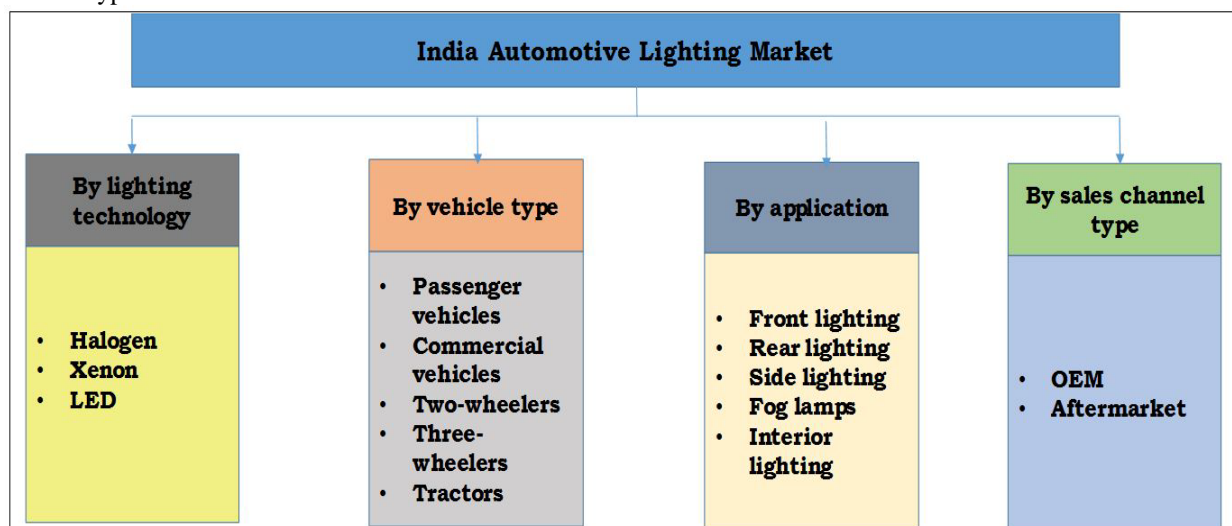 India Automotive Lighting Market
By lighting
technology
• Halogen
• Xenon
• LED
By vehicle type
• Passenger
vehicles
• Commercial
vehicles
• Two-wheelers
• Three-
wheelers
• Tractors
By application
• Front lighting
• Rear lighting
• Side lighting
• Fog lamps
• Interior
lighting
By sales channel
type
• OEM
• Aftermarket